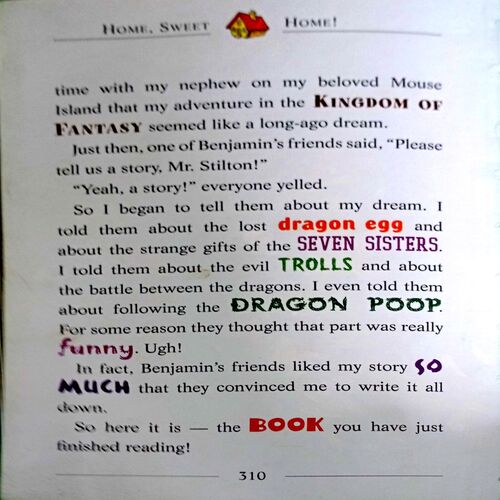 HOME, SWEET HOME!
time with my nephew on my beloved Mouse
Island that my adventure in the KINGDOM OF
FANTASY seemed like a long-ago dream.
Just then, one of Benjamin's friends said, "Please
tell us a story, Mr. Stilton!"
"Yeah, a story!" everyone yelled.
So I began to tell them about my dream. I
told them about the lost dragon egg and
about the strange gifts of the SEVEN SISTERS.
I told them about the evil TROLLS and about
the battle between the dragons. I even told them
about following the DRAGON POOP.
For some reason they thought that part was really
funny. Ugh!
In fact, Benjamin's friends liked my story SO
MUCH that they convinced me to write it all
down.
So here it is — the BOOK you have just
finished reading!
310